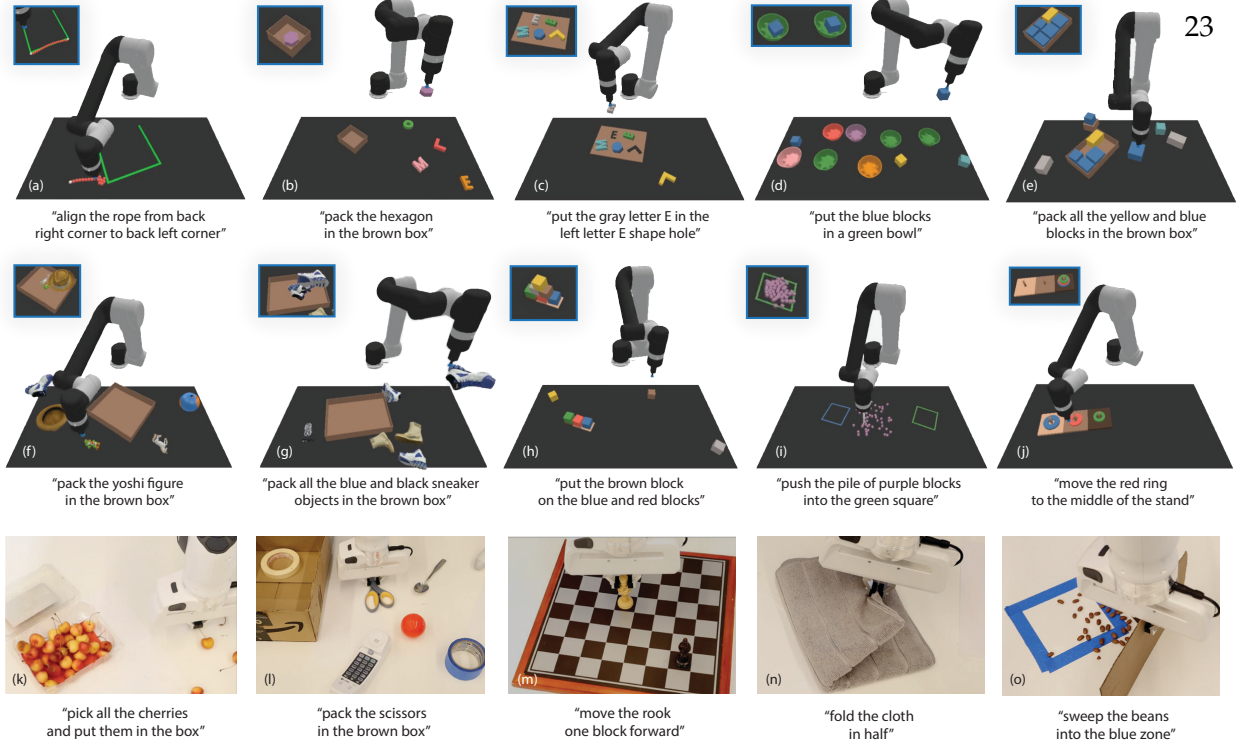 23
(a)
(b)
(c)
(d)
(e)
“align the rope from back
right corner to back left corner”
“pack the hexagon
in the brown box”
“put the gray letter E in the
left letter E shape hole”
“put the blue blocks
in a green bowl”
“pack all the yellow and blue
blocks in the brown box”
(f)
(g)
(h)
(i)
(j)
“pack the yoshi figure
in the brown box”
“pack all the blue and black sneaker
objects in the brown box”
“put the brown block
on the blue and red blocks”
“push the pile of purple blocks
into the green square”
“move the red ring
to the middle of the stand”
(k)
(l)
(m)
(n)
(o)
“pick all the cherries
and put them in the box”
“pack the scissors
in the brown box”
“move the rook
one block forward”
“fold the cloth
in half”
“sweep the beans
into the blue zone”